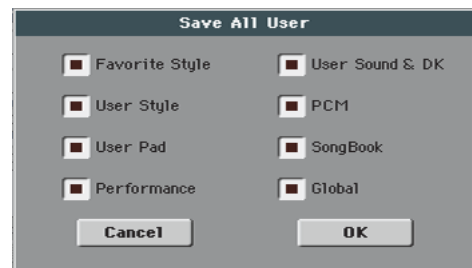 Save All User
Favorite Style
User Sound & DK
User Style
PCM
User Pad
SongBook
Performance
Global
Cancel
OK